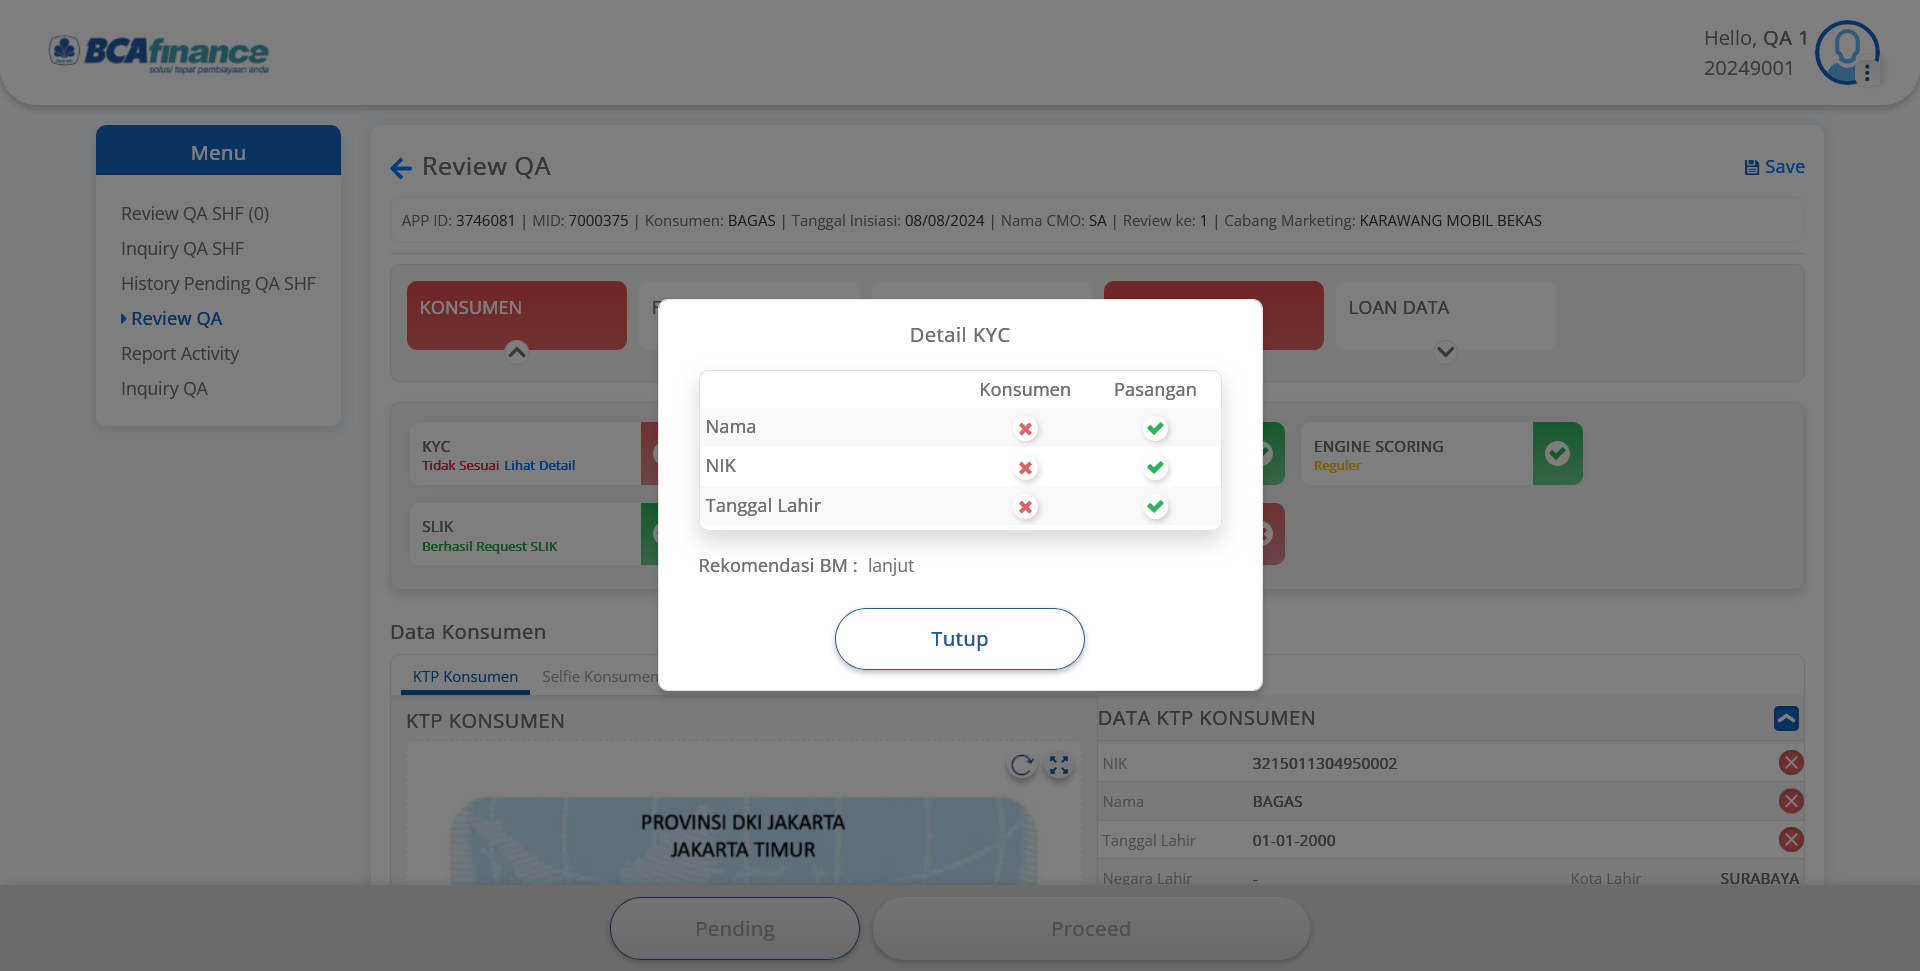 BCAfinance
solusi tepat pembiayaan anda
Hello, QA 1
20249001
Menu
Review QA SHF (0)
Inquiry QA SHF
History Pending QA SHF
Review QA
Report Activity
Inquiry QA
Review QA
Save
APP ID: 3746081 | MID: 7000375 | Konsumen: BAGAS | Tanggal Inisiasi: 08/08/2024 | Nama CMO: SA | Review ke: 1 | Cabang Marketing: KARAWANG MOBIL BEKAS
KONSUMEN
LOAN DATA
KYC
Tidak Sesuai Lihat Detail
ENGINE SCORING
Reguler
SLIK
Berhasil Request SLIK
Detail KYC
Konsumen Pasangan
Nama
NIK
Tanggal Lahir
Rekomendasi BM : lanjut
Tutup
Data Konsumen
KTP Konsumen Selfie Konsumen
KTP KONSUMEN
PROVINSI DKI JAKARTA
JAKARTA TIMUR
DATA KTP KONSUMEN
NIK 3215011304950002
Nama BAGAS
Tanggal Lahir 01-01-2000
Negara Lahir - Kota Lahir SURABAYA
Pending
Proceed